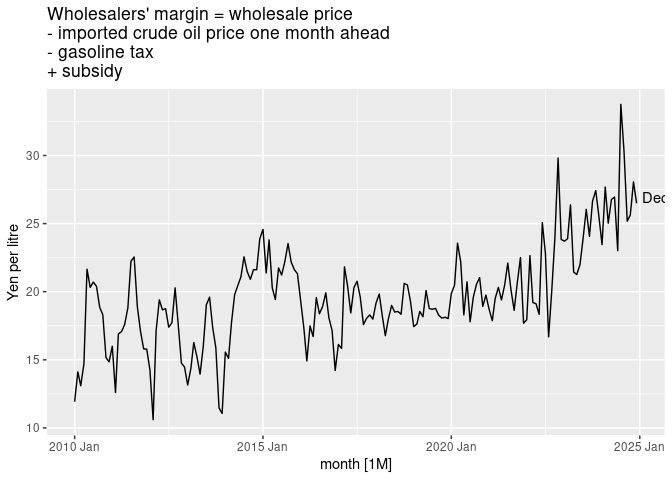 Wholesalers' margin = wholesale price
- imported crude oil price one month ahead
- gasoline tax
+ subsidy
Yen per litre
30
25
20
15
10
Dec
2010 Jan
2015 Jan
2020 Jan
2025 Jan
month [1M]